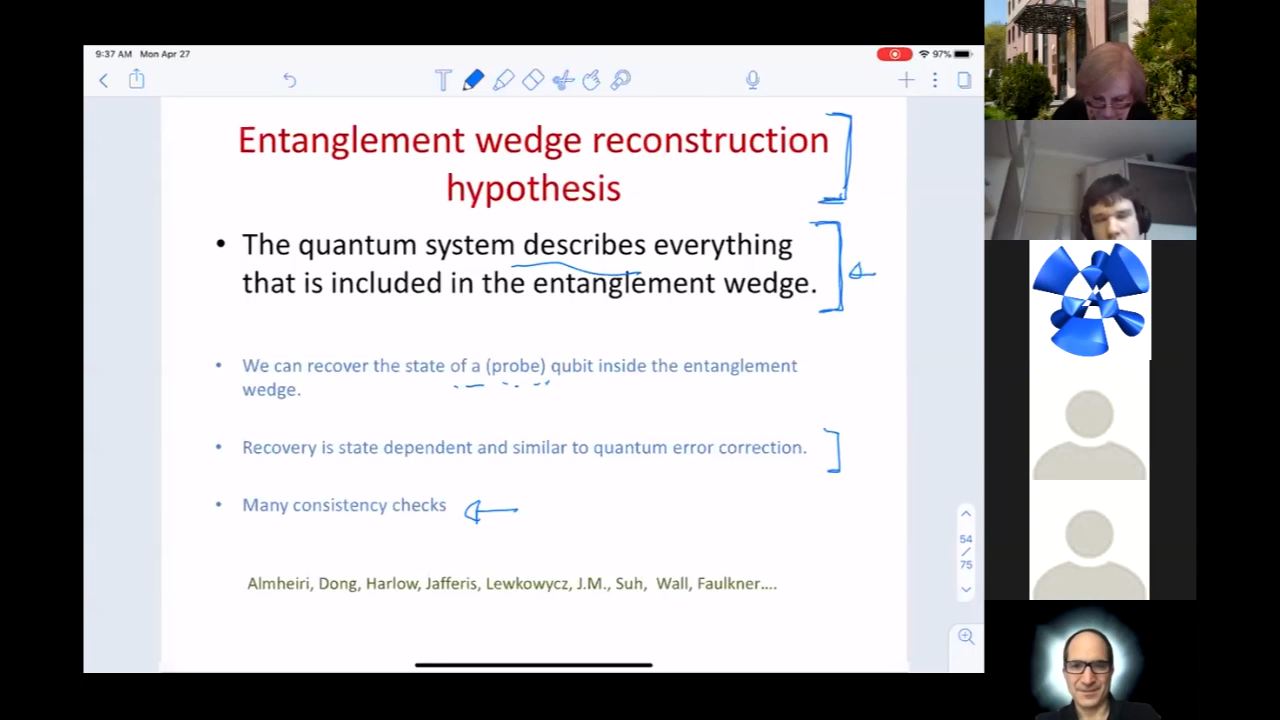 9:37 AM Mon Apr 27
97%
T
Entanglement wedge reconstruction
hypothesis
• The quantum system describes everything
that is included in the entanglement wedge.
• We can recover the state of a (probe) qubit inside the entanglement
wedge.
• Recovery is state dependent and similar to quantum error correction.
• Many consistency checks
Almheiri, Dong, Harlow, Jafferis, Lewkowycz, J.M., Suh, Wall, Faulkner....
54
/
75